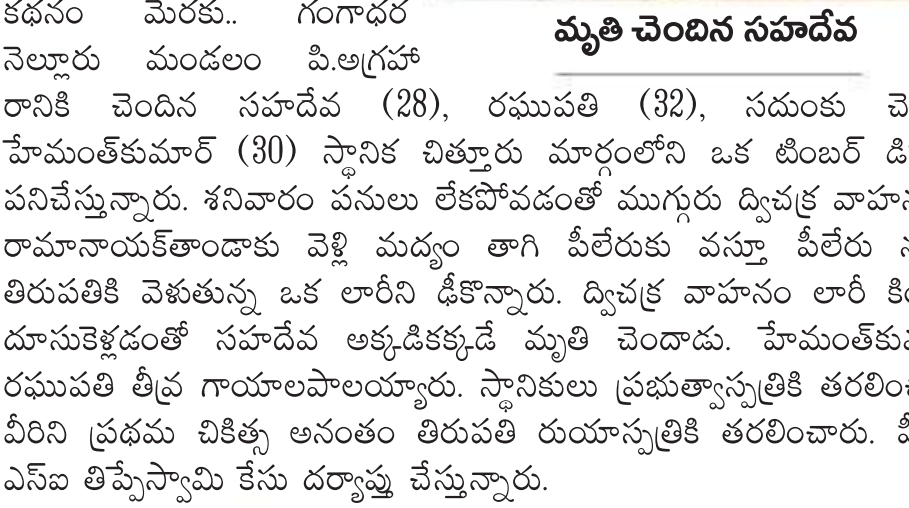 కథనం మేరకు.. గంగాధర
నెల్లూరు మండలం పి.అగ్రహా
మృతి చెందిన సహదేవ
రానికి చెందిన సహదేవ (28), రఘుపతి (32), సదుంకు
హేమంత్‌కుమార్ (30) స్థానిక చిత్తూరు మార్గంలోని ఒక టింబర్
పనిచేస్తున్నారు. శనివారం పనులు లేకపోవడంతో ముగ్గురు ద్విచక్ర
రామానాయక్‌తాండాకు వెళ్లి మద్యం తాగి పీలేరుకు వస్తూ పీలేరు
తిరుపతికి వెళుతున్న ఒక లారీని ఢీకొన్నారు. ద్విచక్ర వాహనం లారీ
దూసుకెళ్లడంతో సహదేవ అక్కడికక్కడే మృతి చెందాడు.
రఘుపతి తీవ్ర గాయాలపాలయ్యారు. స్థానికులు ప్రభుత్వాస్పత్రికి
వీరిని ప్రథమ చికిత్స అనంతం తిరుపతి రుయాస్పత్రికి తరలించారు.
ఎస్ఐ తిప్పేస్వామి కేసు దర్యాప్తు చేస్తున్నారు.